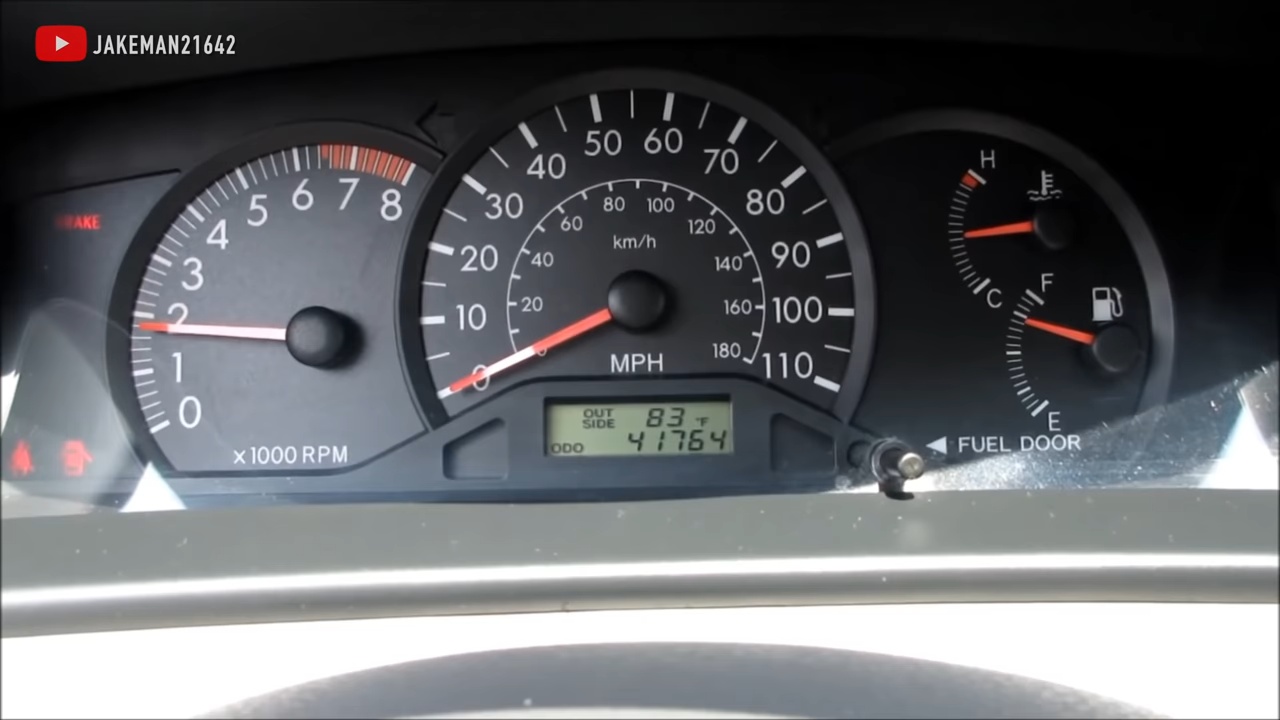 JAKEMAN21642
BRAKE
0
1
2
3
4
5
6
7
8
x1000 RPM
0
10
20
30
40
50
60
70
80
90
100
110
MPH
20
40
60
80
100
120
140
160
180
km/h
OUT SIDE 83 °F
ODO 41764
H
C
F
E
◀ FUEL DOOR